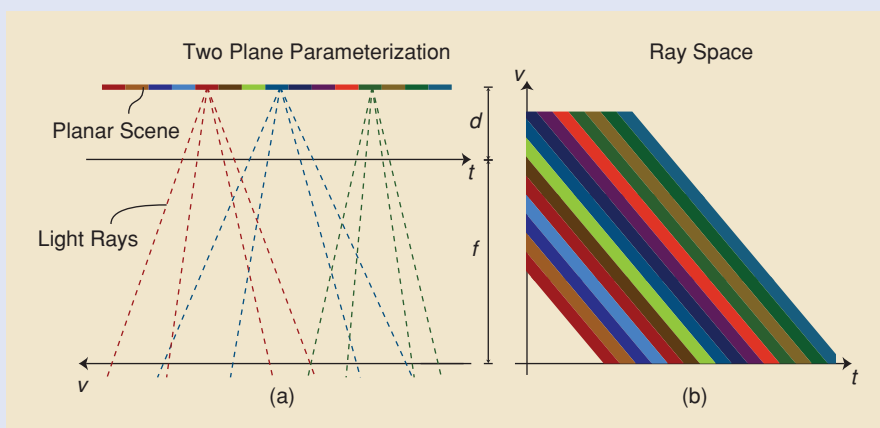 Two Plane Parameterization
Ray Space
Planar Scene
Light Rays
t
v
d
f
(a)
v
t
(b)